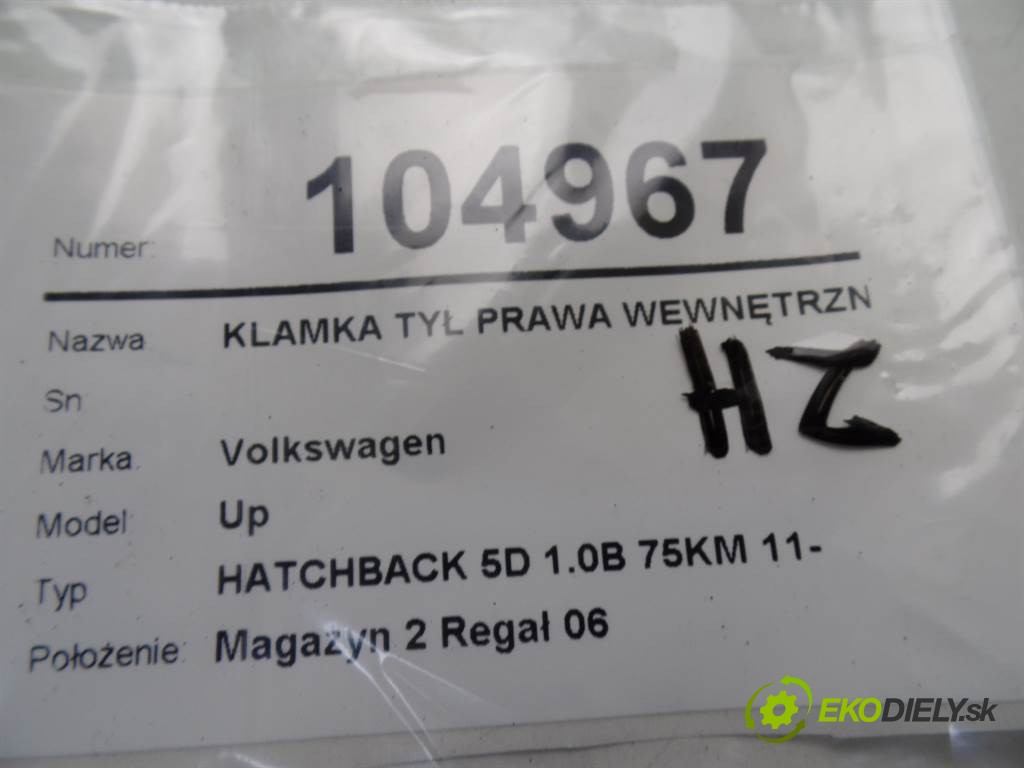 Numer: 104967
Nazwa KLAMKA TYŁ PRAWA WEWNĘTRZN
HZ
Sn
Marka: Volkswagen
Model: Up
Typ HATCHBACK 5D 1.0B 75KM 11-
Położenie: Magazyn 2 Regał 06
EKODIELY.sk